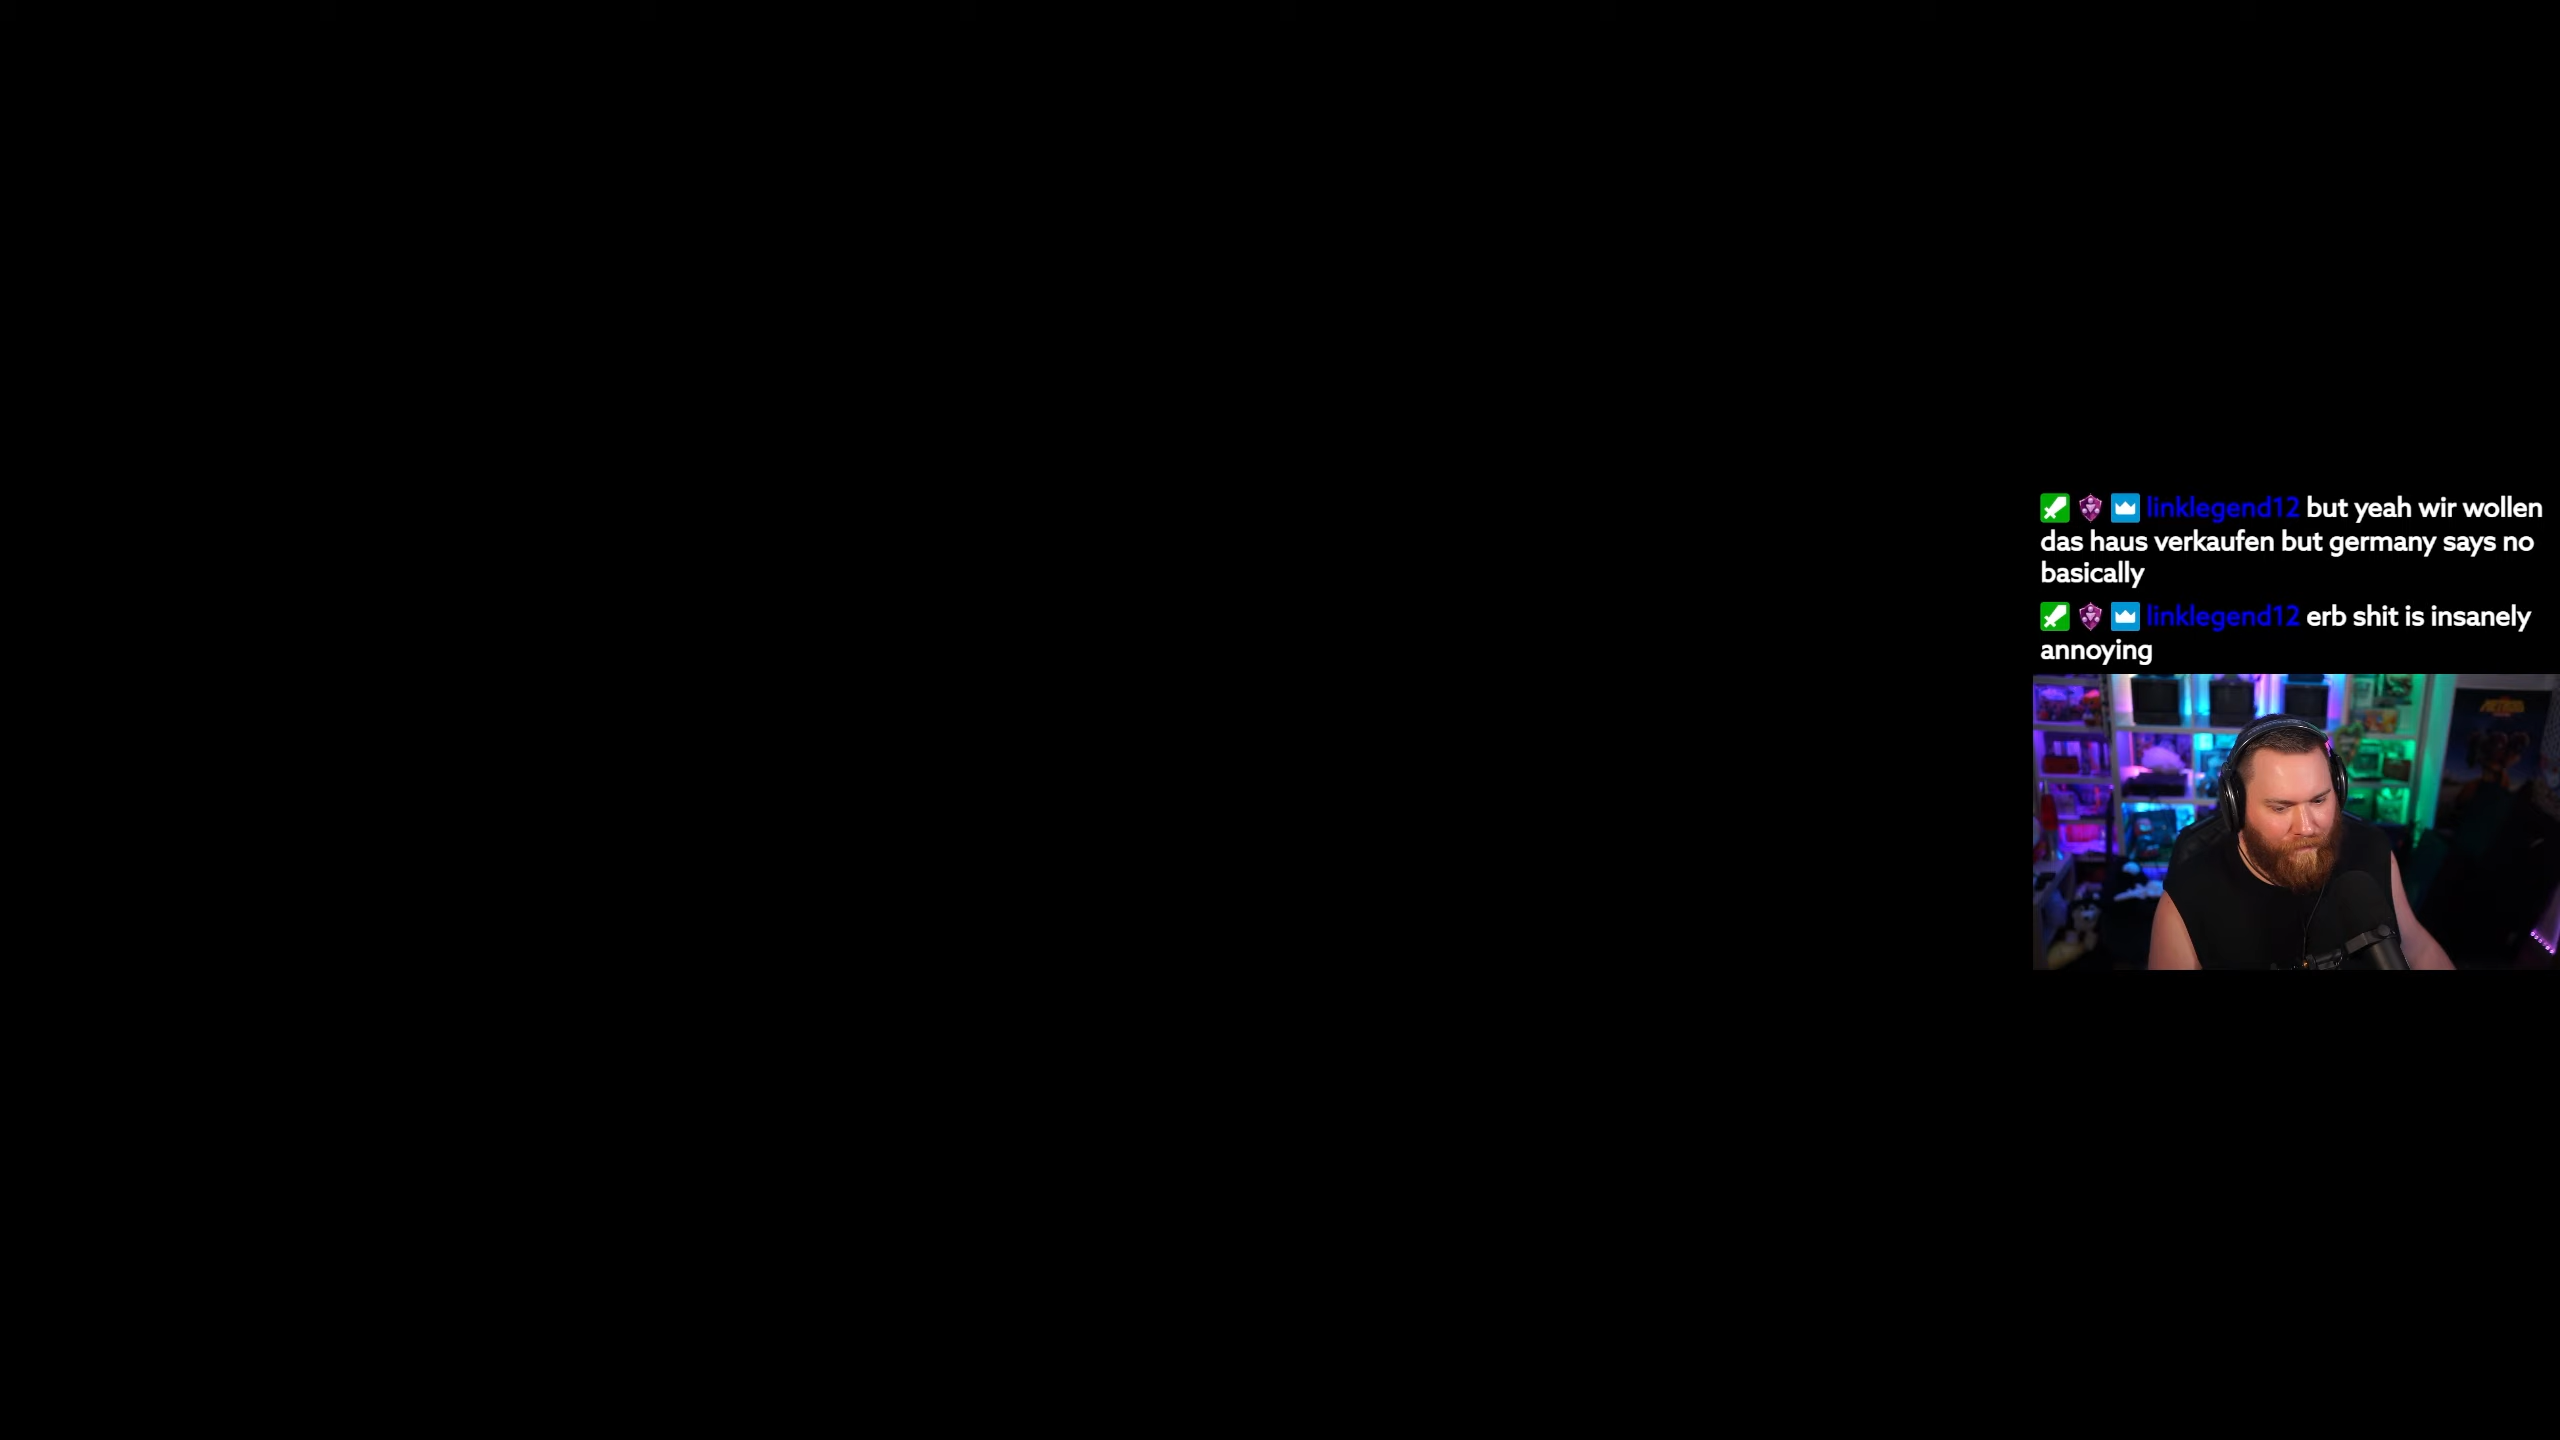 linklegend12 but yeah wir wollen
das haus verkaufen but germany says no
basically
linklegend12 erb shit is insanely
annoying